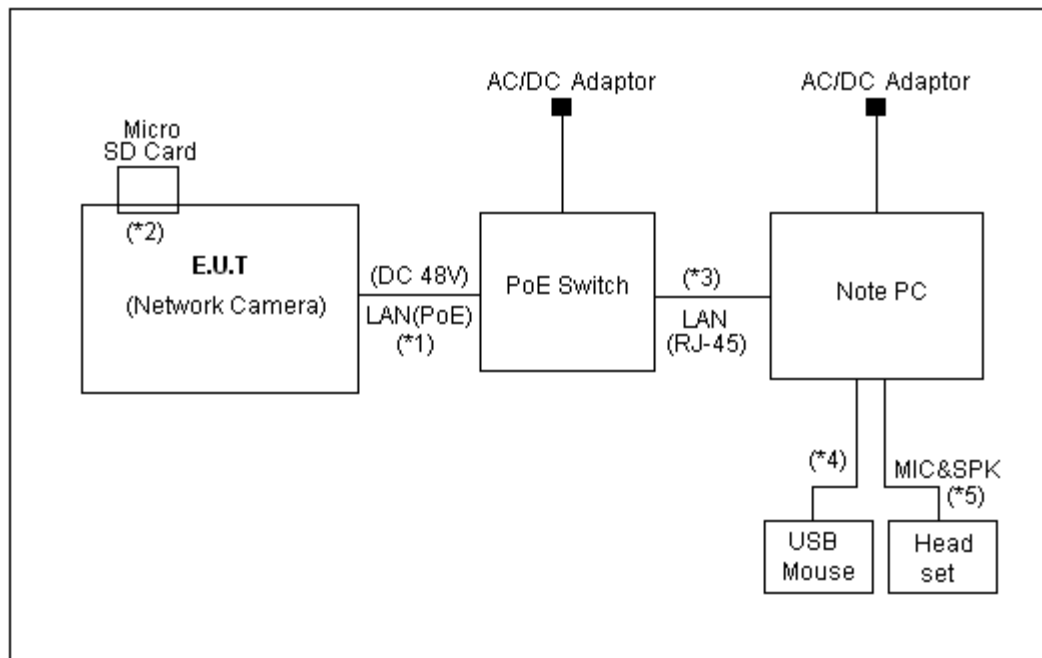 AC/DC Adaptor
AC/DC Adaptor
Micro
SD Card
(*2)
E.U.T
(Network Camera)
(DC 48V)
LAN(PoE)
(*1)
PoE Switch
(*3)
LAN
(RJ-45)
Note PC
(*4)
MIC&SPK
(*5)
USB
Mouse
Head
set